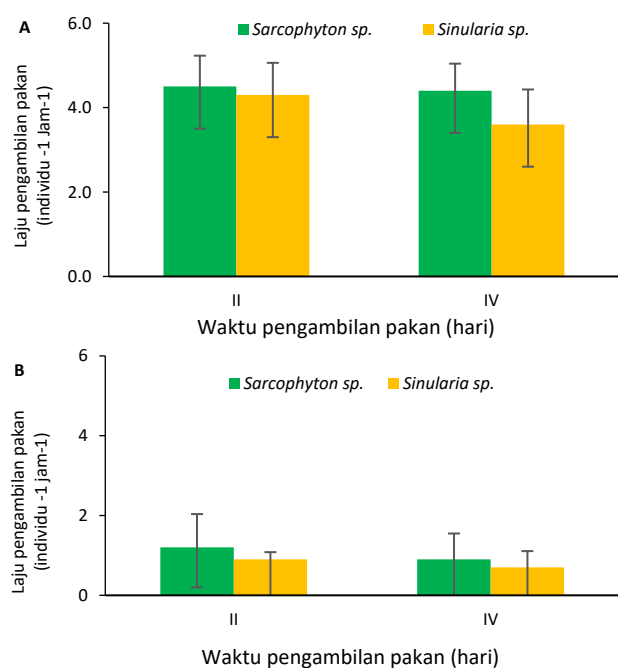 A
Sarcophyton sp. Sinularia sp.
Laju pengambilan pakan
(individu -1 Jam-1)
6.0
4.0
2.0
0.0
II IV
Waktu pengambilan pakan (hari)
B
Sarcophyton sp. Sinularia sp.
Laju pengambilan pakan
(individu -1 jam-1)
6
4
2
0
II IV
Waktu pengambilan pakan (hari)